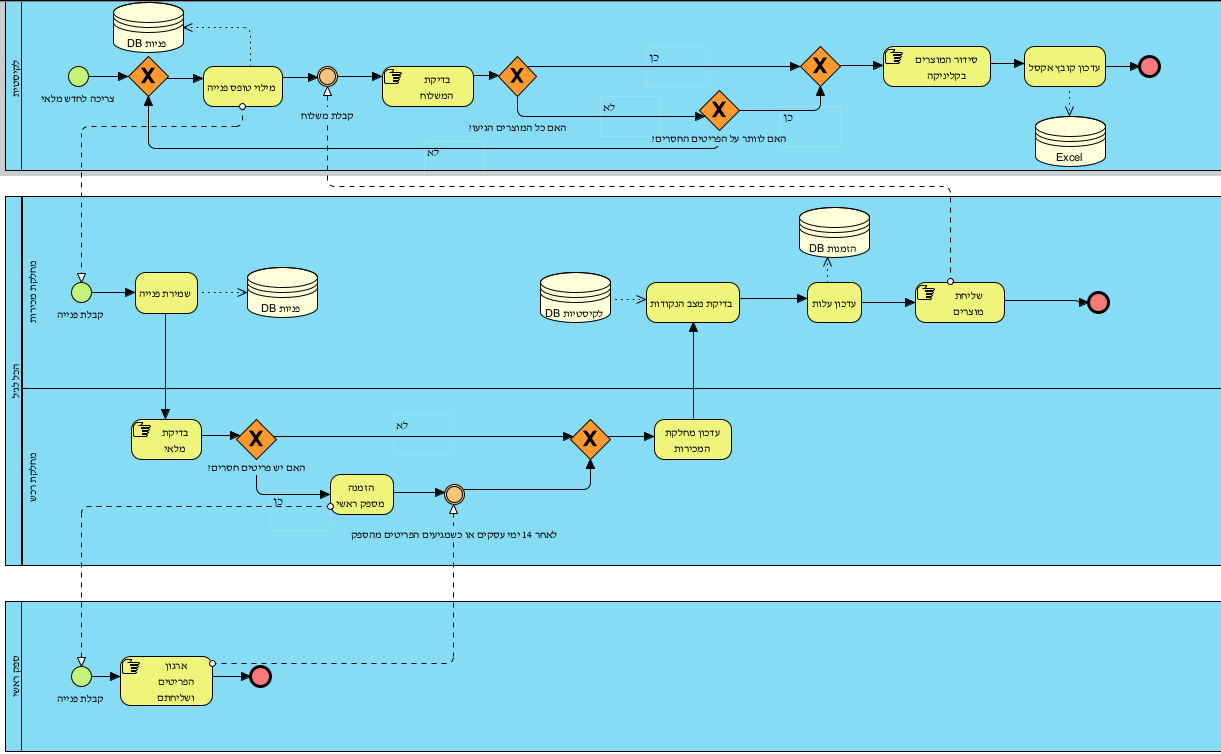 לקיסטית
פניות DB
צריכה לחדש מלאי
X
מילוי טופס פנייה
קבלת משלוח
בדיקת
המשלוח
X
האם כל המוצרים הגיעו?
כן
לא
X
האם לוותר על הפריטים החסרים?
כן
לא
X
סידור המוצרים
בקליניקה
עדכון קובץ אקסל
Excel
הכל לגיל
מחלקת מכירות
קבלת פנייה
שמירת פנייה
פניות DB
לקיסטיות DB
בדיקת מצב הנקודות
הזמנות DB
עדכון עלות
שליחת
מוצרים
מחלקת רכש
בדיקת
מלאי
X
האם יש פריטים חסרים?
לא
כן
הזמנה
מספק ראשי
לאחר 14 ימי עסקים או כשמגיעים הפריטים מהספק
X
עדכון מחלקת
המכירות
ספק ראשי
קבלת פנייה
ארגון
הפריטים
ושליחתם